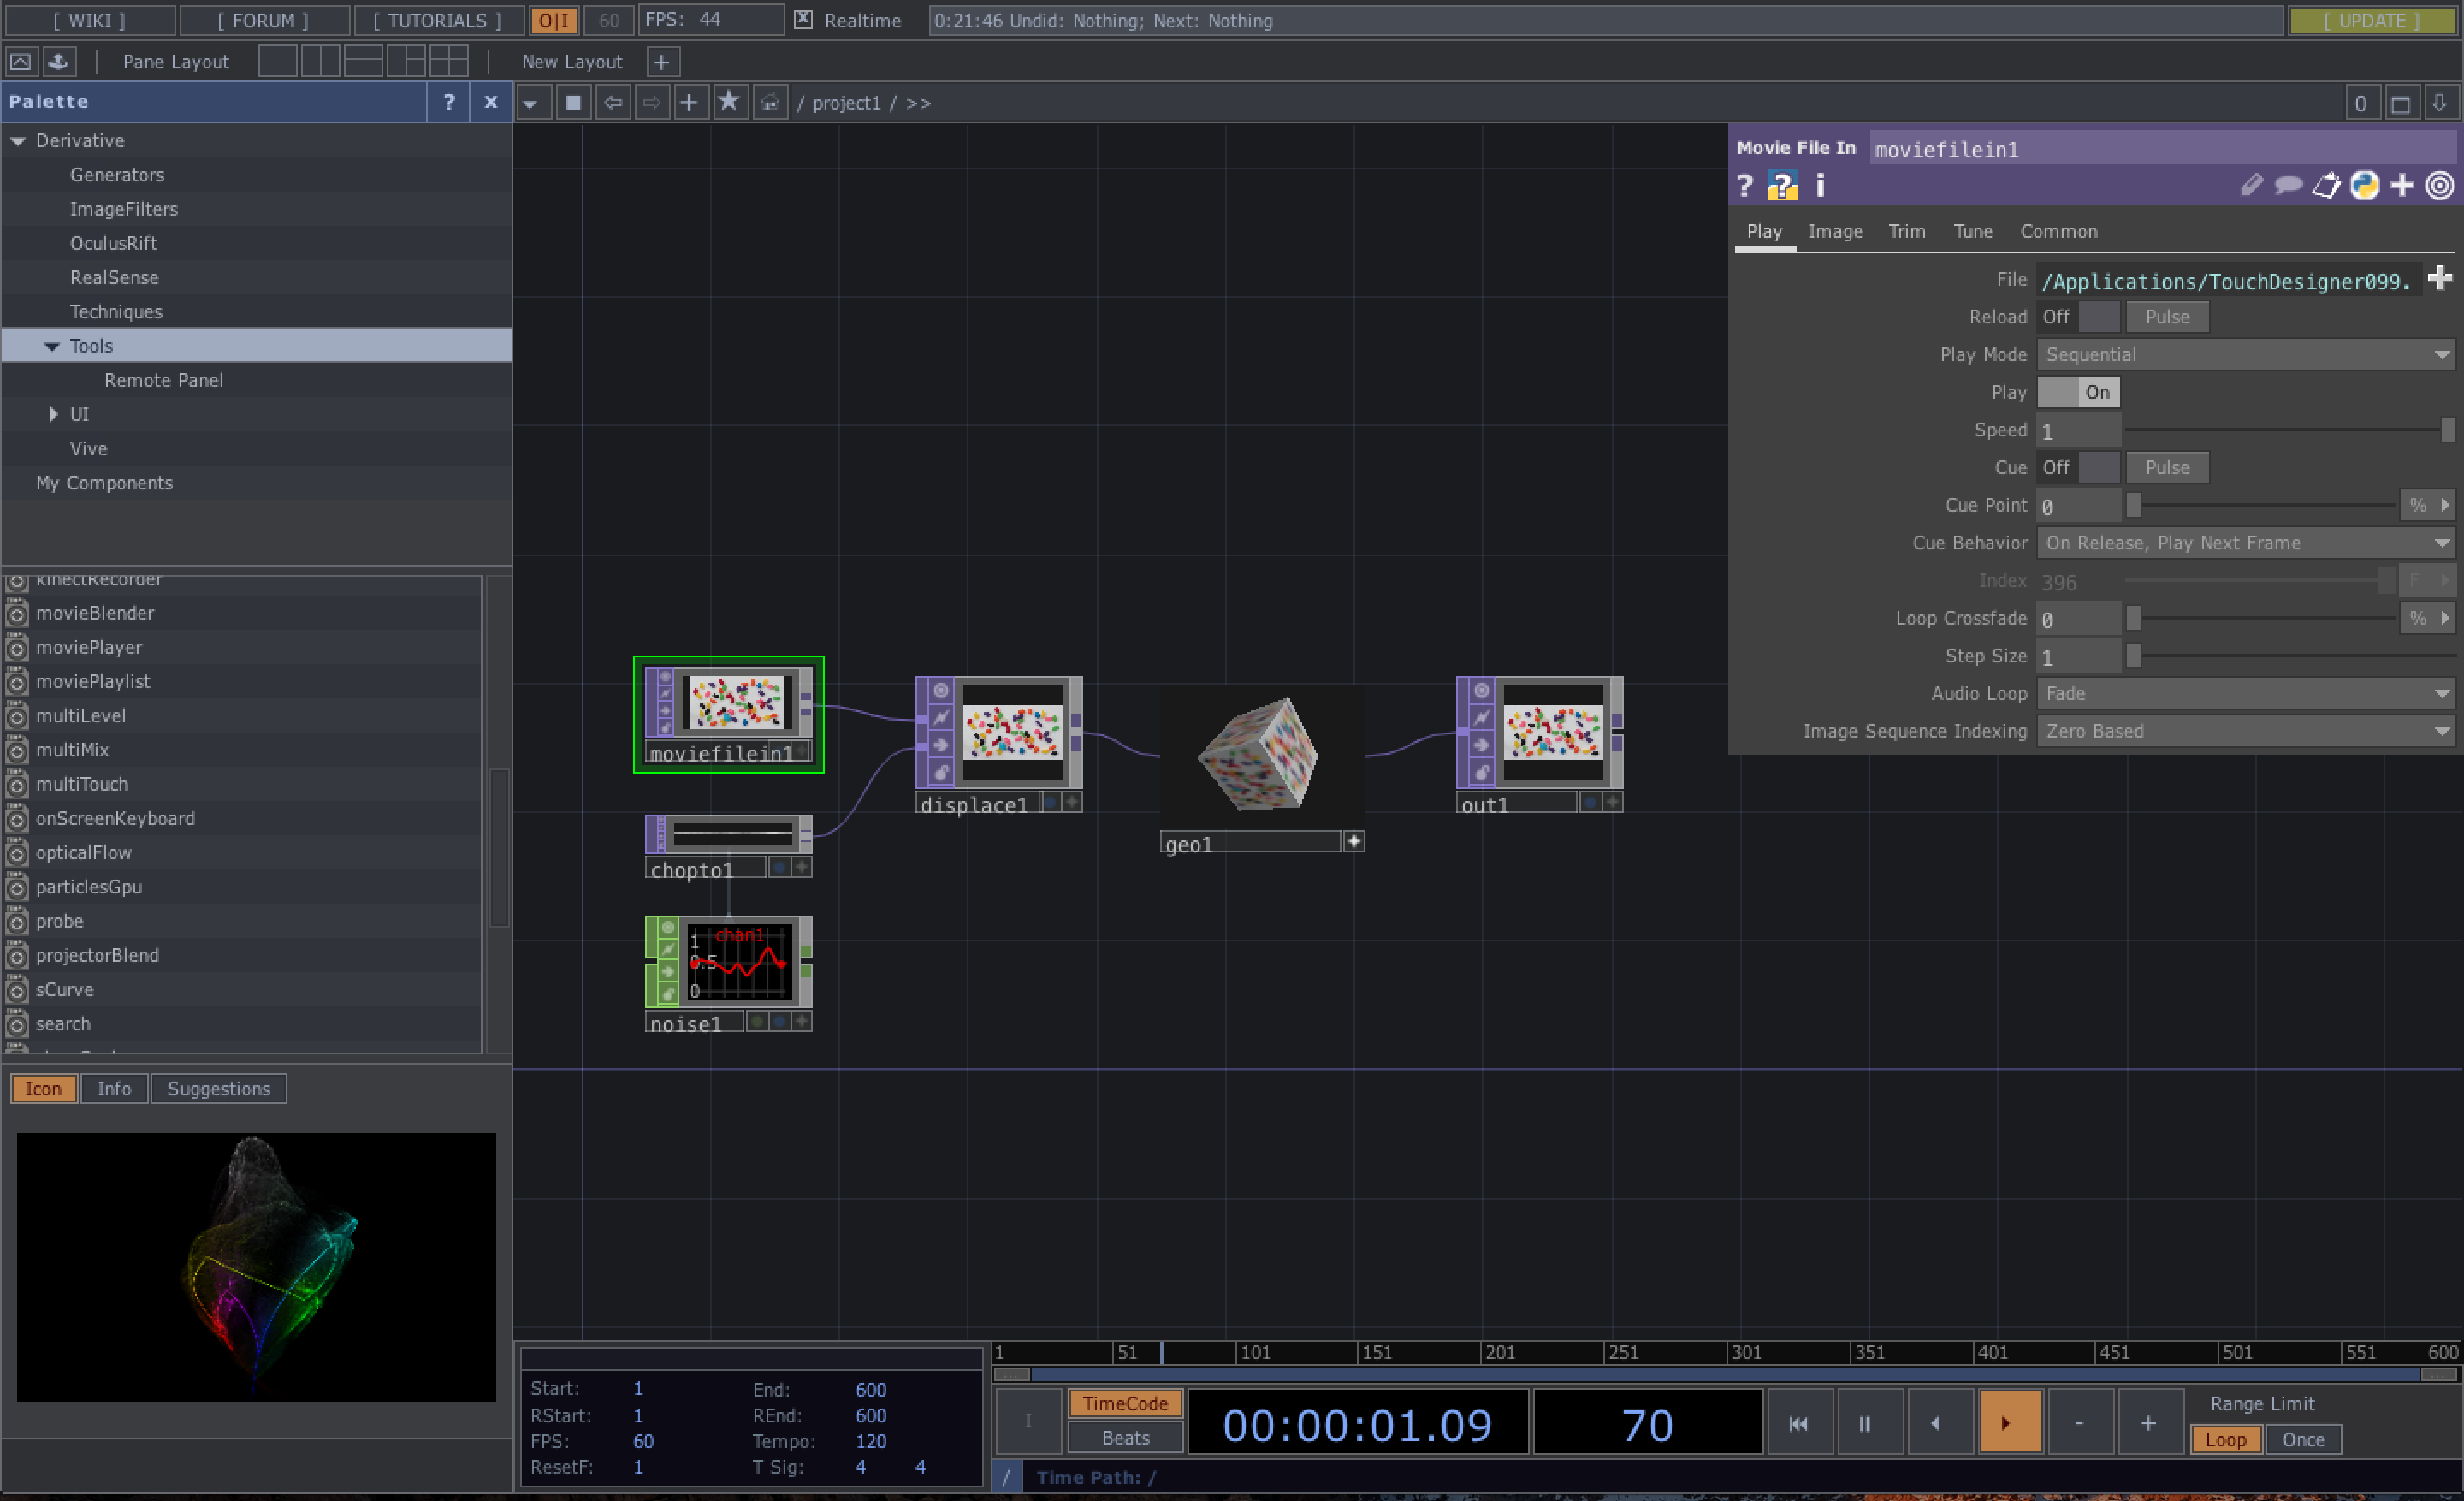 [ WIKI ] [ FORUM ] [ TUTORIALS ] O|I 60 FPS: 44 X Realtime 0:21:46 Undid: Nothing; Next: Nothing [ UPDATE ]
Pane Layout New Layout +
Palette ? x / project1 / >> 0
Derivative
Generators
ImageFilters
OculusRift
RealSense
Techniques
Tools
Remote Panel
UI
Vive
My Components
kinectRecorder
movieBlender
moviePlayer
moviePlaylist
multiLevel
multiMix
multiTouch
onScreenKeyboard
opticalFlow
particlesGpu
probe
projectorBlend
sCurve
search
Icon Info Suggestions
moviefilein1
displace1
geo1
out1
chopto1
chan1
1
0.5
0
noise1
Movie File In moviefilein1
? ? i
Play Image Trim Tune Common
File /Applications/TouchDesigner099.
Reload Off Pulse
Play Mode Sequential
Play On
Speed 1
Cue Off Pulse
Cue Point 0 %
Cue Behavior On Release, Play Next Frame
Index 396 F
Loop Crossfade 0 %
Step Size 1
Audio Loop Fade
Image Sequence Indexing Zero Based
Start: 1 End: 600
RStart: 1 REnd: 600
FPS: 60 Tempo: 120
ResetF: 1 T Sig: 4 4
1 51 101 151 201 251 301 351 401 451 501 551 600
I TimeCode Beats 00:00:01.09 70 - + Range Limit
Loop Once
/ Time Path: /